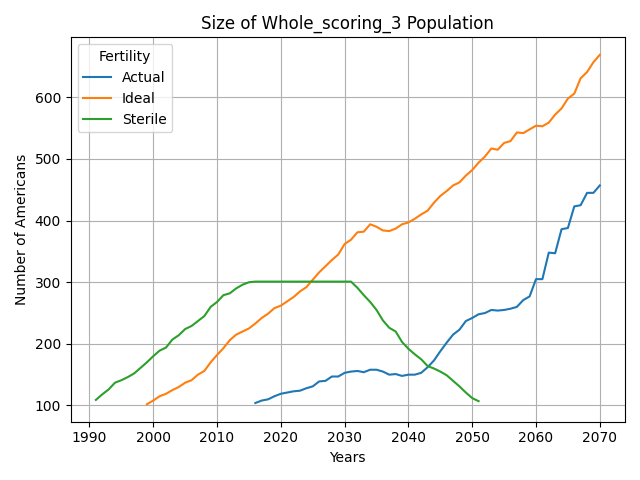 Size of Whole_scoring_3 Population
Fertility
Actual
Ideal
Sterile
Number of Americans
600
500
400
300
200
100
1990 2000 2010 2020 2030 2040 2050 2060 2070
Years